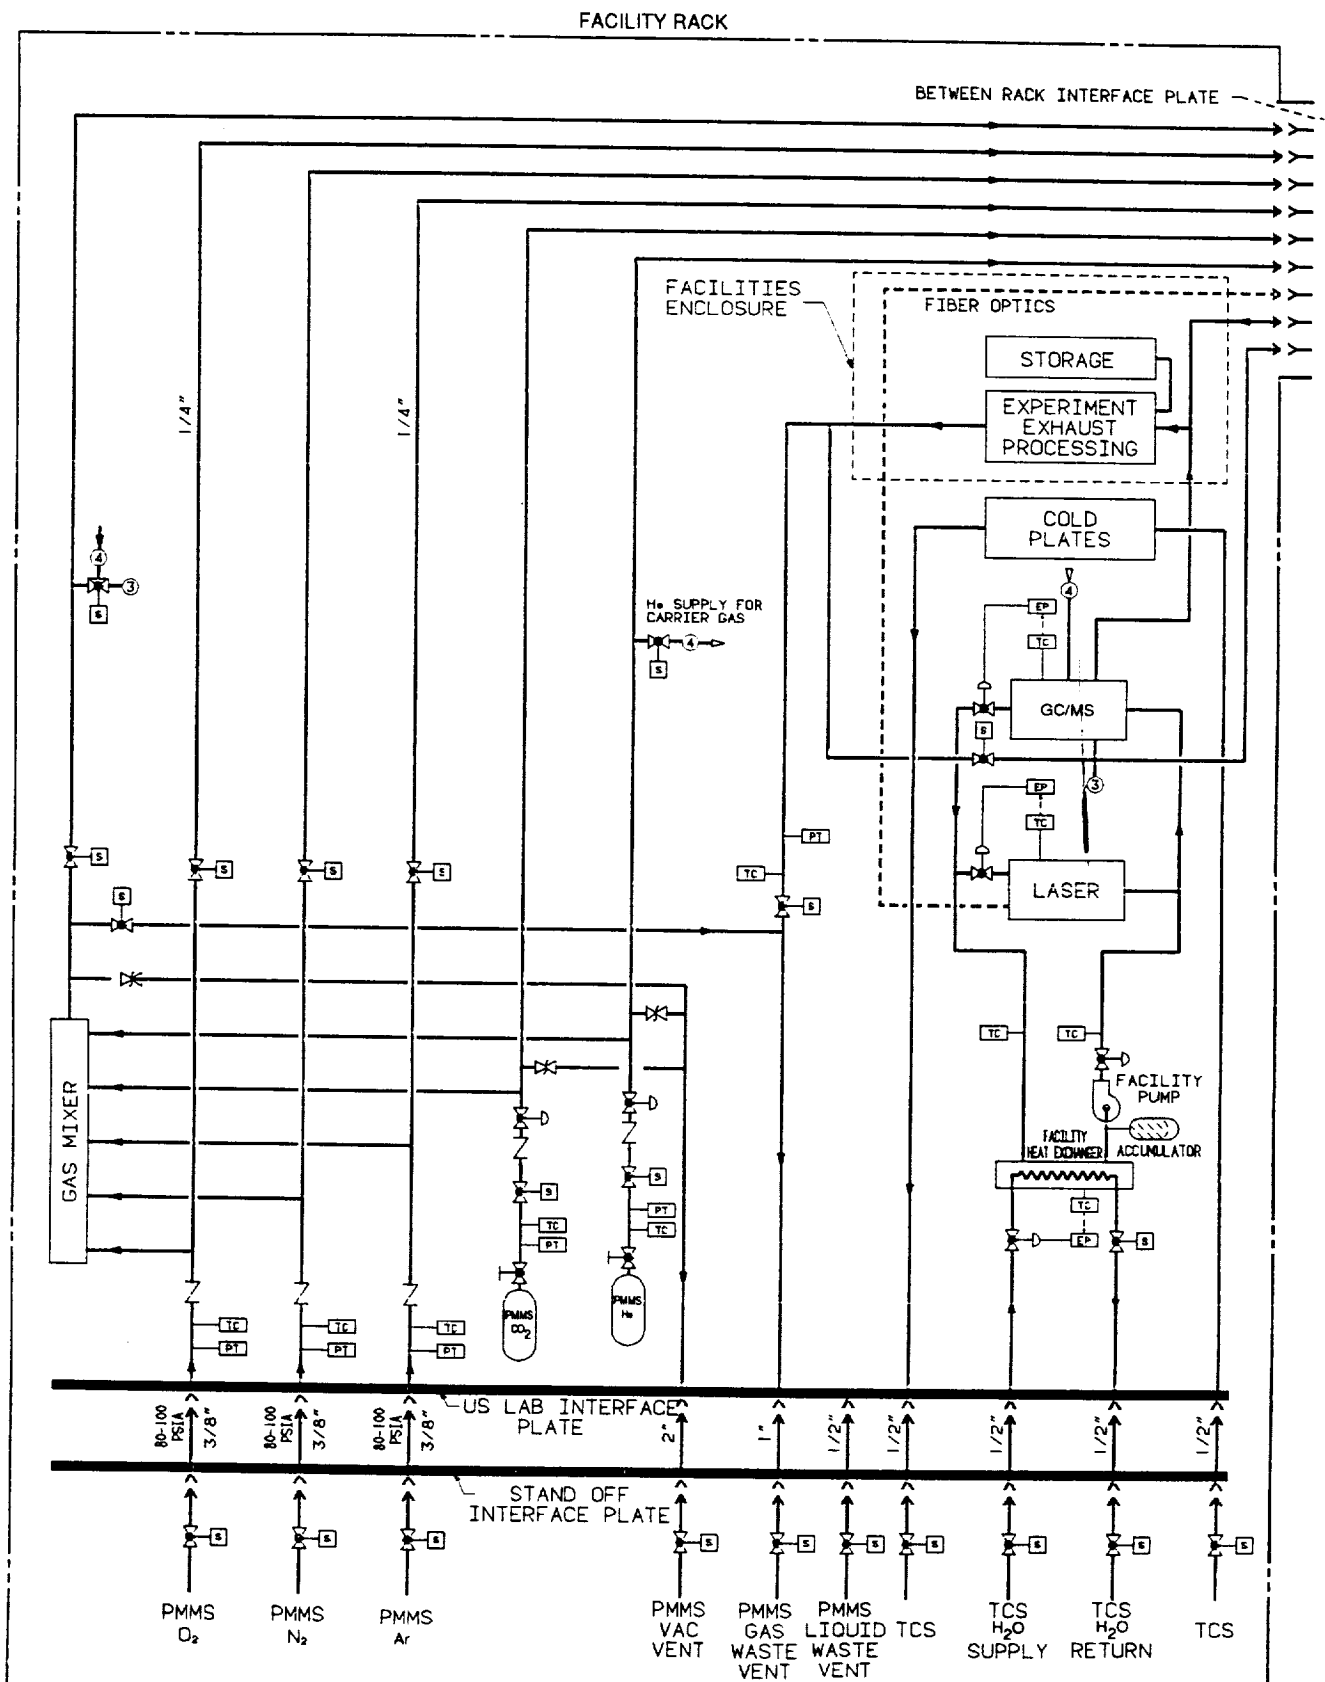 FACILITY RACK
BETWEEN RACK INTERFACE PLATE
FACILITIES
ENCLOSURE
FIBER OPTICS
STORAGE
EXPERIMENT
EXHAUST
PROCESSING
1/4"
1/4"
COLD
PLATES
4
3
S
He SUPPLY FOR
CARRIER GAS
4
S
4
EP
TC
GC/MS
S
3
EP
TC
LASER
PT
TC
S
S
S
S
S
S
TC
TC
FACILITY
PUMP
FACILITY
HEAT EXCHANGER
ACCUMULATOR
TC
EP
S
GAS MIXER
S
S
PT
TC
TC
PT
PMMS
CO2
PMMS
He
TC
PT
TC
PT
TC
PT
US LAB INTERFACE
PLATE
80-100
PSIA
3/8"
80-100
PSIA
3/8"
80-100
PSIA
3/8"
2"
1"
1/2"
1/2"
1/2"
1/2"
1/2"
STAND OFF
INTERFACE PLATE
S
S
S
S
S
S
S
S
S
S
PMMS
O2
PMMS
N2
PMMS
Ar
PMMS
VAC
VENT
PMMS
GAS
WASTE
VENT
PMMS
LIQUID
WASTE
VENT
TCS
TCS
H2O
SUPPLY
TCS
H2O
RETURN
TCS